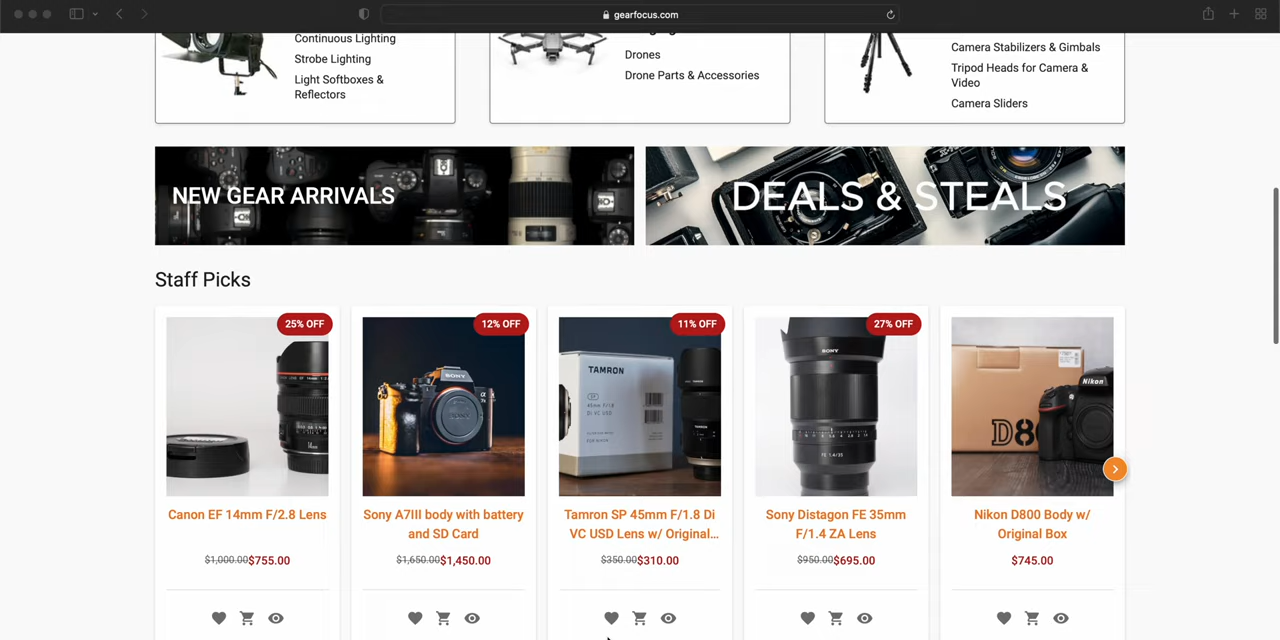 gearfocus.com
Continuous Lighting
Strobe Lighting
Light Softboxes &
Reflectors
Drones
Drone Parts & Accessories
Camera Stabilizers & Gimbals
Tripod Heads for Camera &
Video
Camera Sliders
NEW GEAR ARRIVALS
DEALS & STEALS
Staff Picks
25% OFF
12% OFF
11% OFF
27% OFF
SONY
TAMRON
SONY
Nikon
D8
Canon EF 14mm F/2.8 Lens
Sony A7III body with battery
and SD Card
Tamron SP 45mm F/1.8 Di
VC USD Lens w/ Original...
Sony Distagon FE 35mm
F/1.4 ZA Lens
Nikon D800 Body w/
Original Box
$1,000.00$755.00
$1,650.00$1,450.00
$350.00$310.00
$950.00$695.00
$745.00